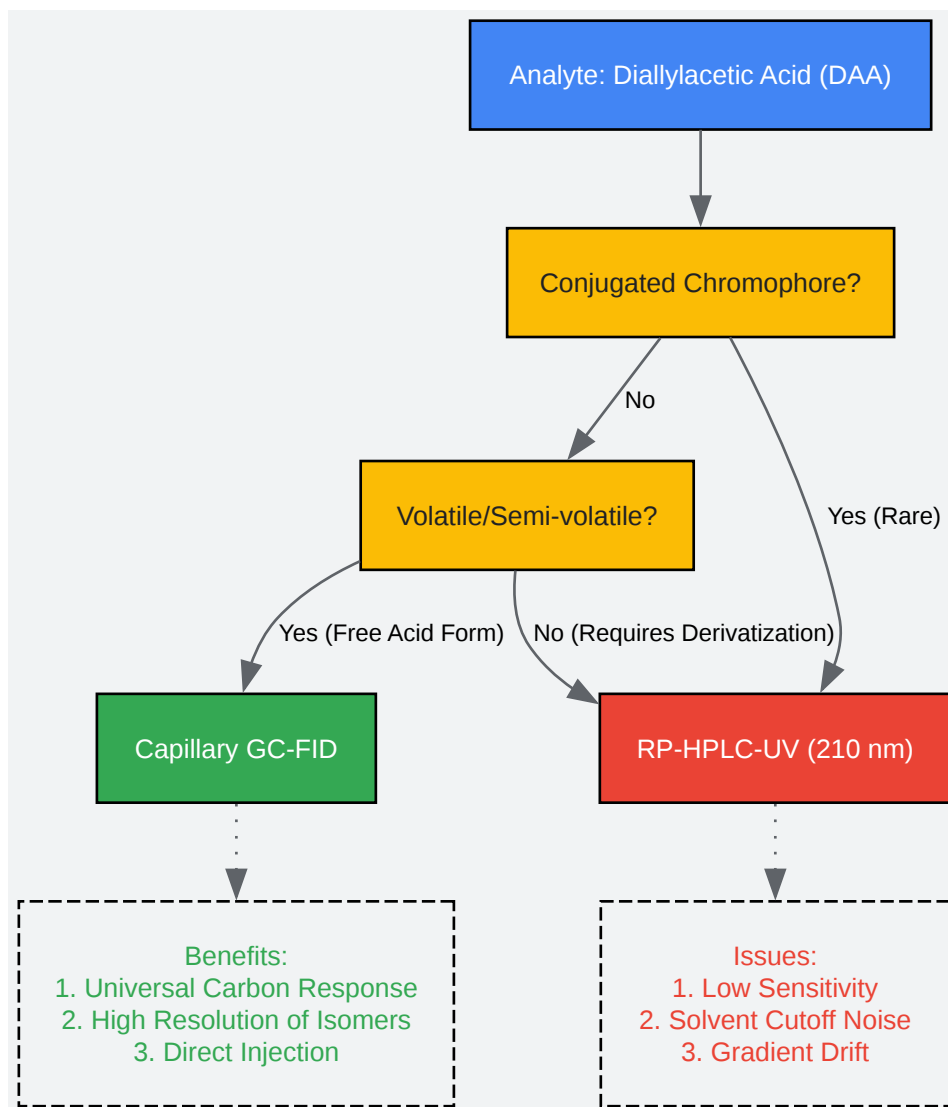 Analyte: Diallylacetic Acid (DAA)
Conjugated Chromophore?
No
Yes (Rare)
Volatile/Semi-volatile?
Yes (Free Acid Form)
No (Requires Derivatization)
Capillary GC-FID
RP-HPLC-UV (210 nm)
Benefits:
1. Universal Carbon Response
2. High Resolution of Isomers
3. Direct Injection
Issues:
1. Low Sensitivity
2. Solvent Cutoff Noise
3. Gradient Drift